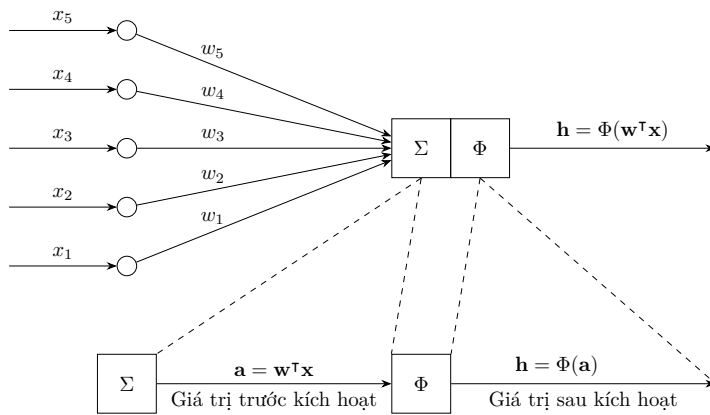 x₅
w₅
x₄
w₄
x₃
w₃
Σ
Φ
h = Φ(wᵀx)
x₂
w₂
x₁
w₁
Σ
a = wᵀx
Giá trị trước kích hoạt
Φ
h = Φ(a)
Giá trị sau kích hoạt